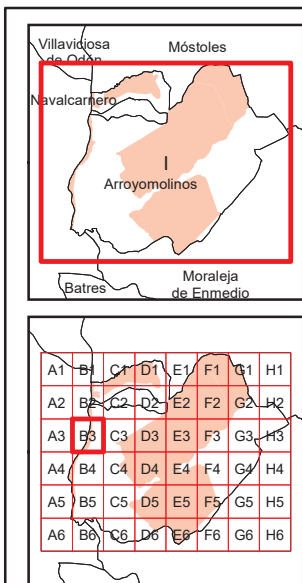 Villaviciosa
de Odón
Móstoles
Navalcarnero
I
Arroyomolinos
Moraleja
de Enmedio
Batres
A1 B1 C1 D1 E1 F1 G1 H1
A2 B2 C2 D2 E2 F2 G2 H2
A3 B3 C3 D3 E3 F3 G3 H3
A4 B4 C4 D4 E4 F4 G4 H4
A5 B5 C5 D5 E5 F5 G5 H5
A6 B6 C6 D6 E6 F6 G6 H6